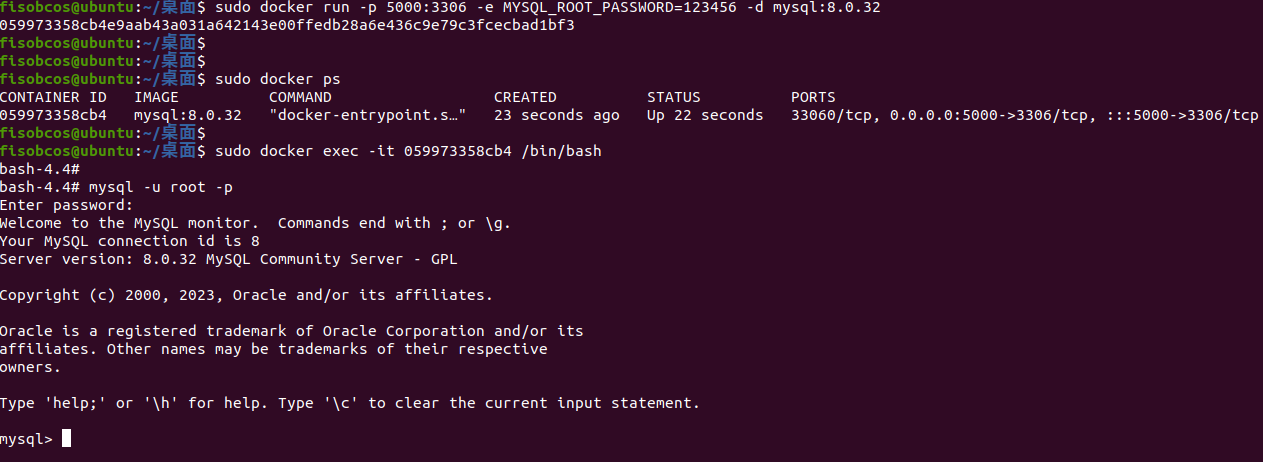 fisobcos@ubuntu:~/桌面$ sudo docker run -p 5000:3306 -e MYSQL_ROOT_PASSWORD=123456 -d mysql:8.0.32
059973358cb4e9aab43a031a642143e00ffedb28a6e436c9e79c3fcecbad1bf3
fisobcos@ubuntu:~/桌面$
fisobcos@ubuntu:~/桌面$
fisobcos@ubuntu:~/桌面$ sudo docker ps
CONTAINER ID   IMAGE          COMMAND                  CREATED          STATUS          PORTS
059973358cb4   mysql:8.0.32   "docker-entrypoint.s…"   23 seconds ago   Up 22 seconds   33060/tcp, 0.0.0.0:5000->3306/tcp, :::5000->3306/tcp
fisobcos@ubuntu:~/桌面$
fisobcos@ubuntu:~/桌面$ sudo docker exec -it 059973358cb4 /bin/bash
bash-4.4#
bash-4.4# mysql -u root -p
Enter password:
Welcome to the MySQL monitor.  Commands end with ; or \g.
Your MySQL connection id is 8
Server version: 8.0.32 MySQL Community Server - GPL

Copyright (c) 2000, 2023, Oracle and/or its affiliates.

Oracle is a registered trademark of Oracle Corporation and/or its
affiliates. Other names may be trademarks of their respective
owners.

Type 'help;' or '\h' for help. Type '\c' to clear the current input statement.

mysql>